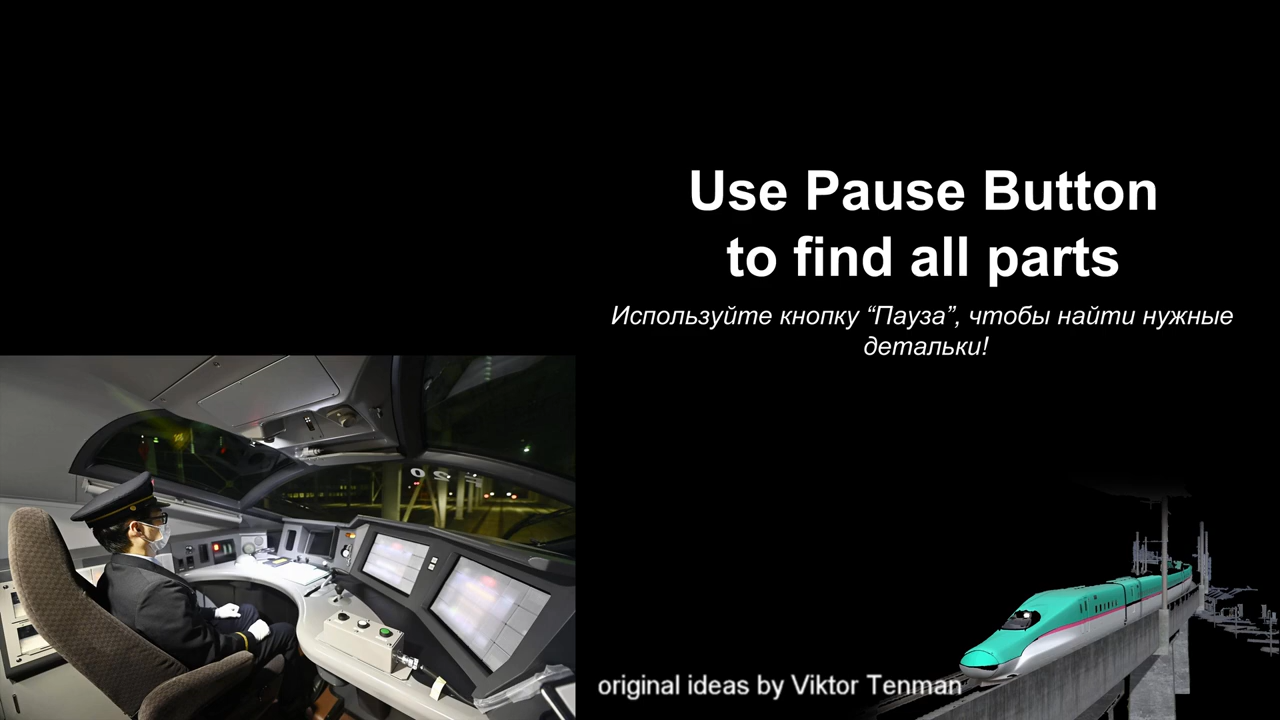 Use Pause Button
to find all parts
Используйте кнопку “Пауза”, чтобы найти нужные
детальки!
original ideas by Viktor Tenman